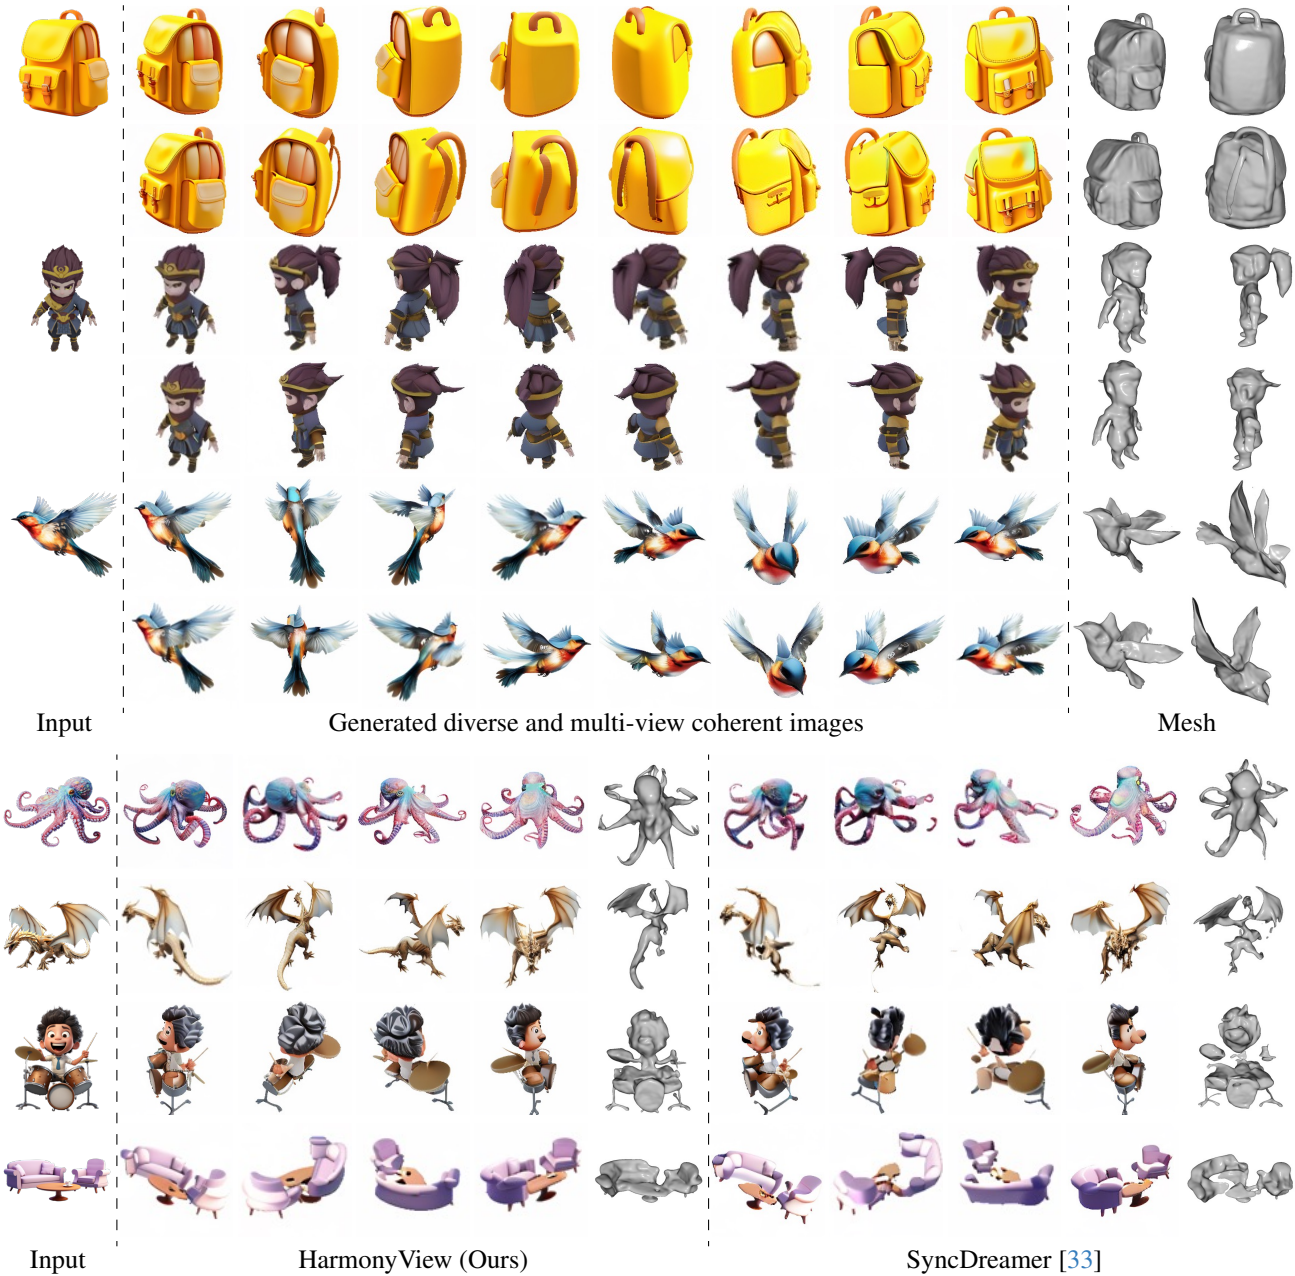 Input
Generated diverse and multi-view coherent images
Mesh
Input
HarmonyView (Ours)
SyncDreamer [33]